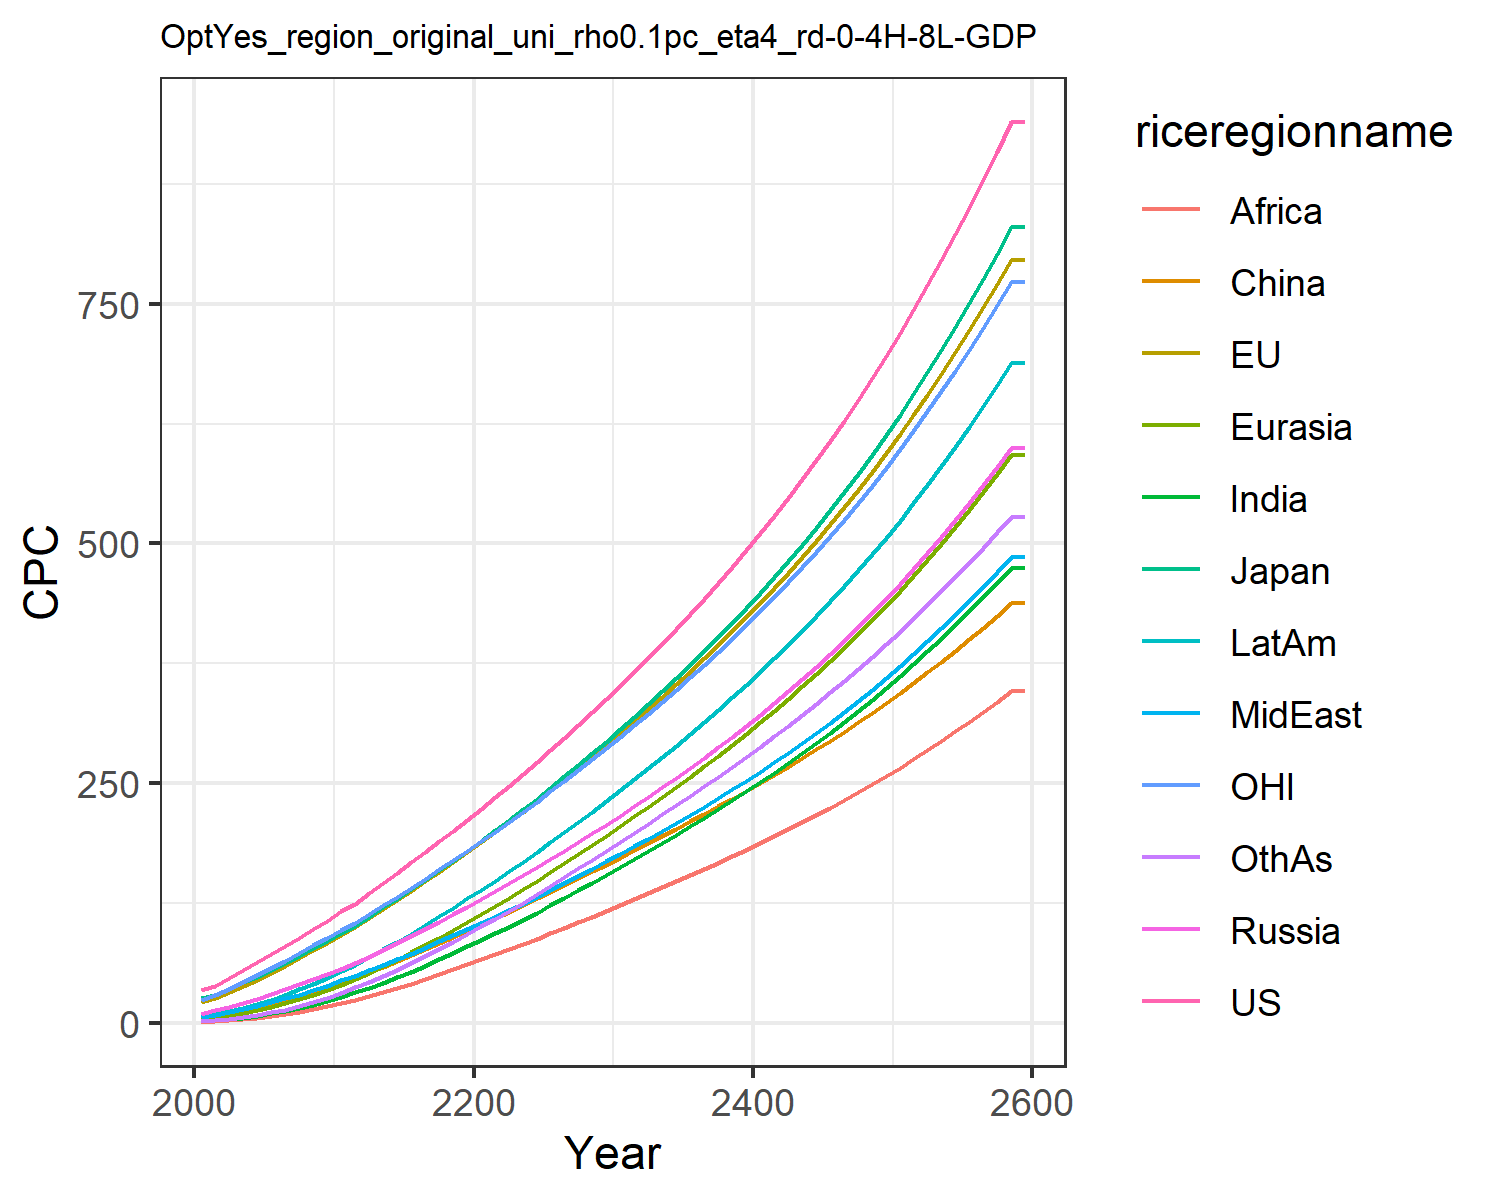 OptYes_region_original_uni_rho0.1pc_eta4_rd-0-4H-8L-GDP
riceregionname
Africa
China
EU
Eurasia
India
Japan
LatAm
MidEast
OHI
OthAs
Russia
US
CPC
750
500
250
0
2000 2200 2400 2600
Year